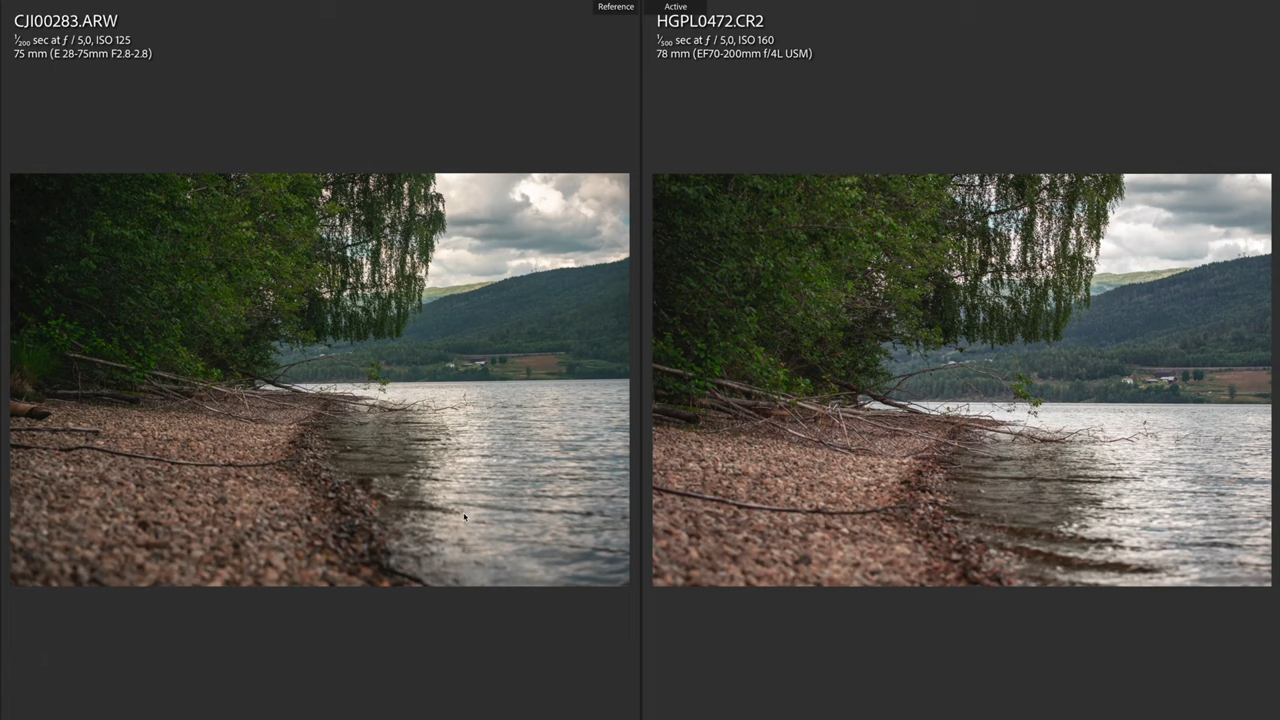 Reference
Active
CJI00283.ARW
1/200 sec at ƒ / 5,0, ISO 125
75 mm (E 28-75mm F2.8-2.8)
HGPL0472.CR2
1/500 sec at ƒ / 5,0, ISO 160
78 mm (EF70-200mm f/4L USM)